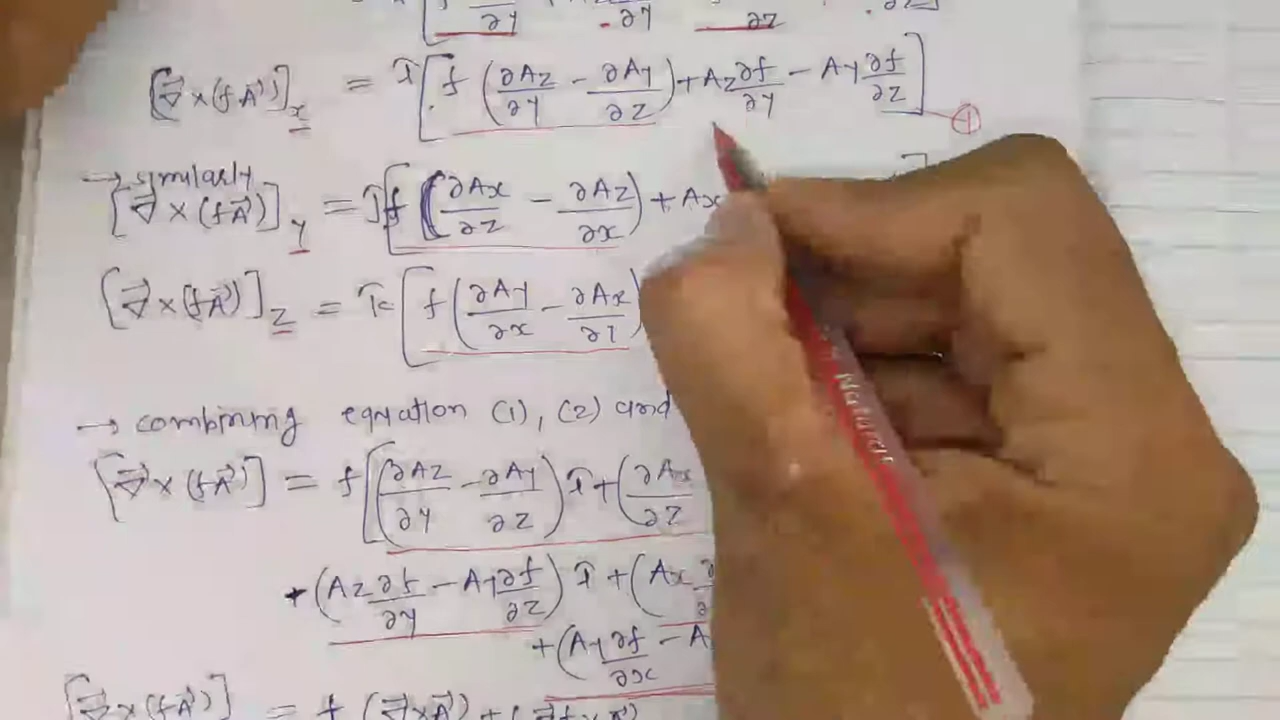 [∇⃗ × (fA⃗)]x = i⃗ [f (∂Az/∂y − ∂Ay/∂z) + Az ∂f/∂y − Ay ∂f/∂z] ①
→ similarly
[∇⃗ × (fA⃗)]y = j⃗ [f (∂Ax/∂z − ∂Az/∂x) + Ax
[∇⃗ × (fA⃗)]z = k⃗ [f (∂Ay/∂x − ∂Ax/∂z)
→ combining equation (1), (2) and
[∇⃗ × (fA⃗)] = f [(∂Az/∂y − ∂Ay/∂z) i⃗ + (∂Ax/∂z
+ (Az ∂f/∂y − Ay ∂f/∂z) i⃗ + (Ax
+ (Ay ∂f/∂x − A
[∇⃗ × (fA⃗)] = f (∇⃗ × A⃗) + (∇⃗f × A⃗)